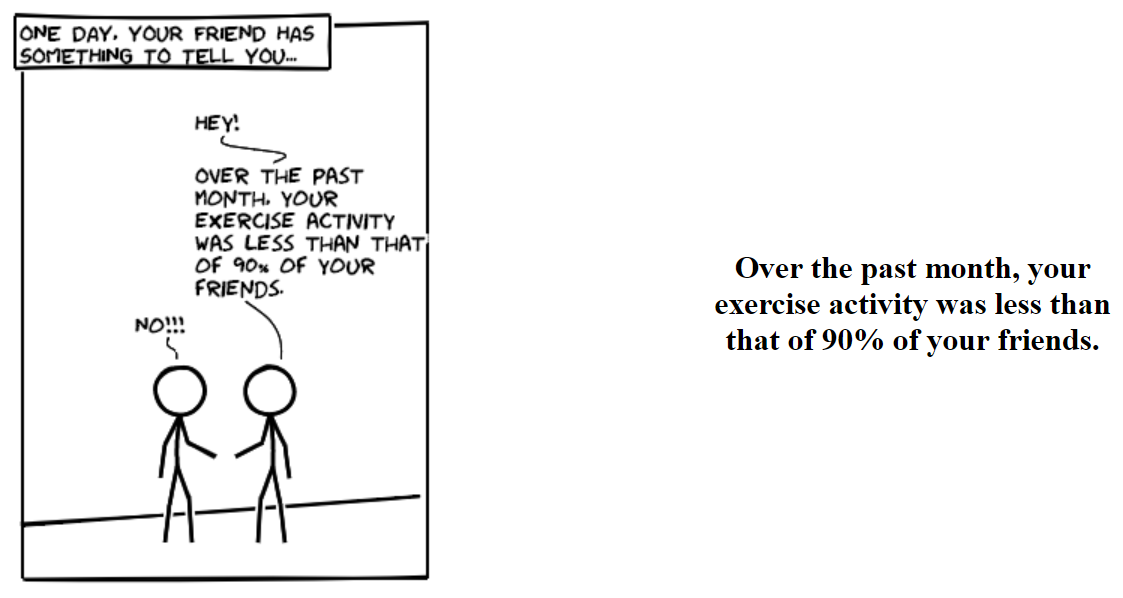 ONE DAY, YOUR FRIEND HAS
SOMETHING TO TELL YOU...
HEY!
OVER THE PAST
MONTH, YOUR
EXERCISE ACTIVITY
WAS LESS THAN THAT
OF 90% OF YOUR
FRIENDS.
NO!!!
Over the past month, your
exercise activity was less than
that of 90% of your friends.